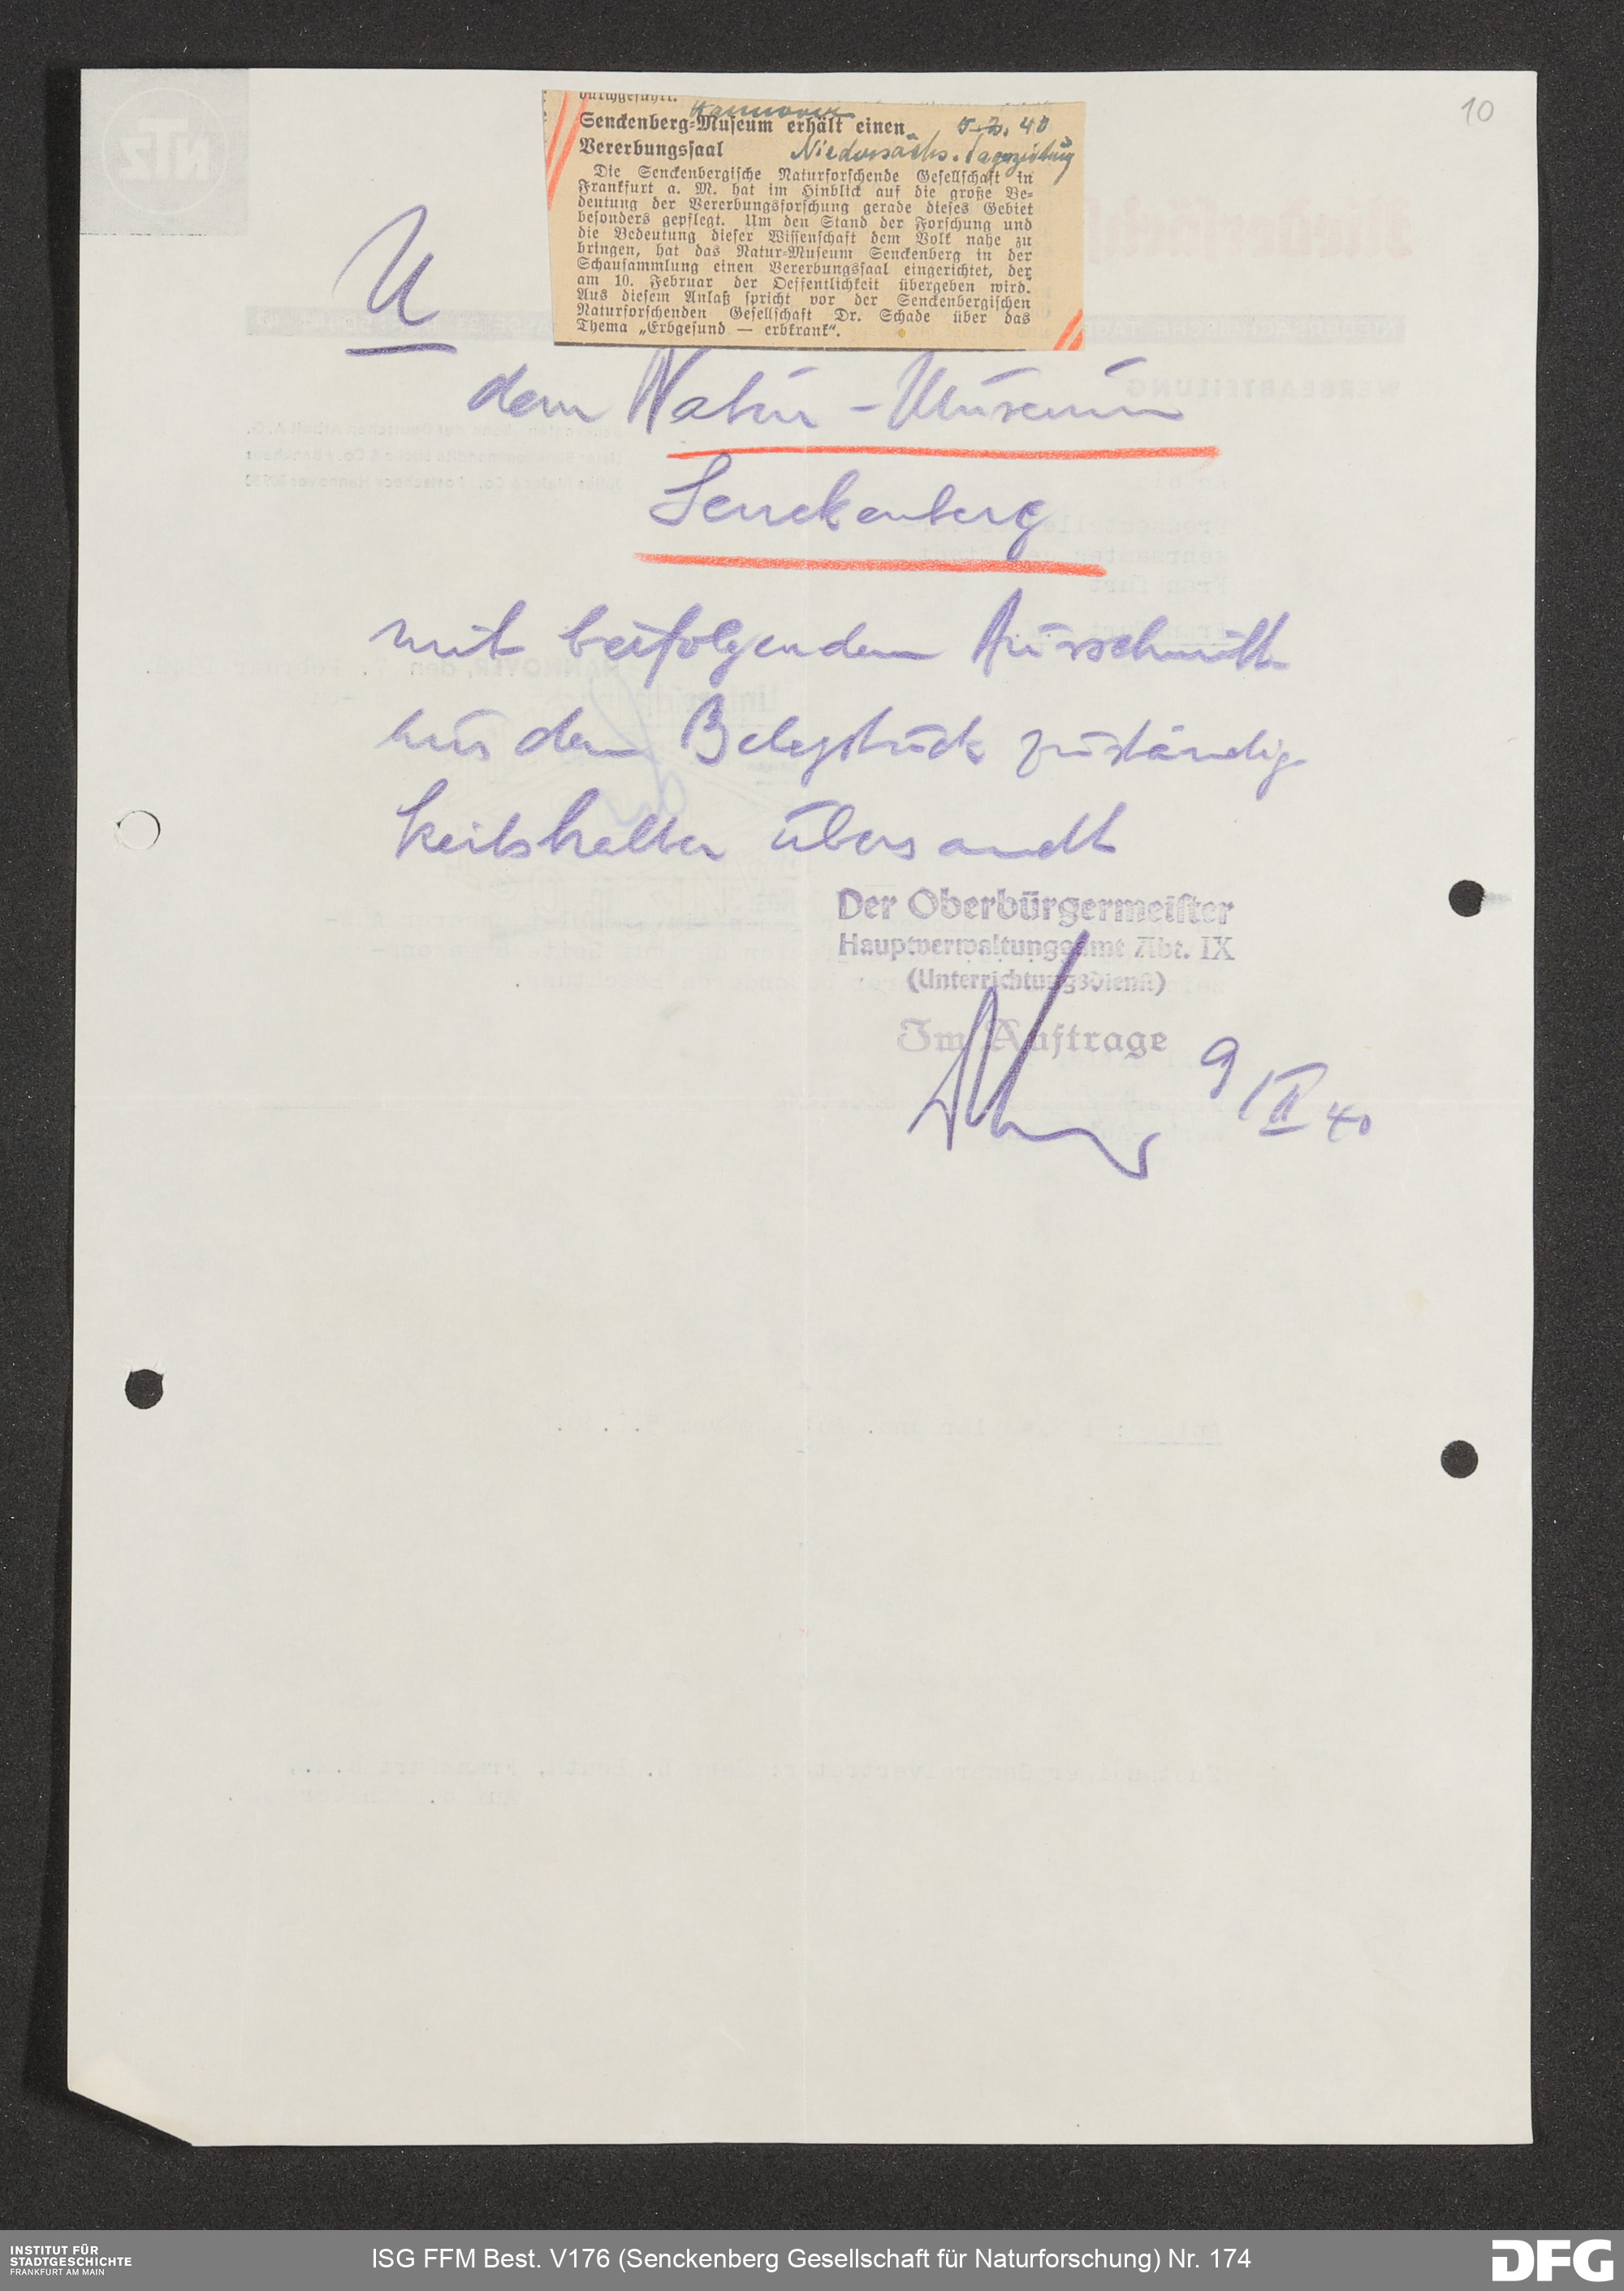 10
durchgeführt.
Hannover
Senckenberg-Museum erhält einen 5.2.40
Vererbungssaal Niedersächs. Tageszeitung
Die Senckenbergische Naturforschende Gesellschaft in
Frankfurt a. M. hat im Hinblick auf die große Be-
deutung der Vererbungsforschung gerade dieses Gebiet
besonders gepflegt. Um den Stand der Forschung und
die Bedeutung dieser Wissenschaft dem Volk nahe zu
bringen, hat das Natur-Museum Senckenberg in der
Schausammlung einen Vererbungssaal eingerichtet, der
am 10. Februar der Oeffentlichkeit übergeben wird.
Aus diesem Anlaß spricht vor der Senckenbergischen
Naturforschenden Gesellschaft Dr. Schade über das
Thema „Erbgesund — erbkrank“.
U
dem Natur-Museum
Senckenberg
mit beifolgendem Ausschnitt
aus dem Belegstück zuständig-
keitshalber übersandt
Der Oberbürgermeister
Hauptverwaltungsamt Abt. IX
(Unterrichtungsdienst)
Im Auftrage
9/II 40
NTZ
WERBEABTEILUNG
HANNOVER, den
INSTITUT FÜR
STADTGESCHICHTE
FRANKFURT AM MAIN
ISG FFM Best. V176 (Senckenberg Gesellschaft für Naturforschung) Nr. 174
DFG